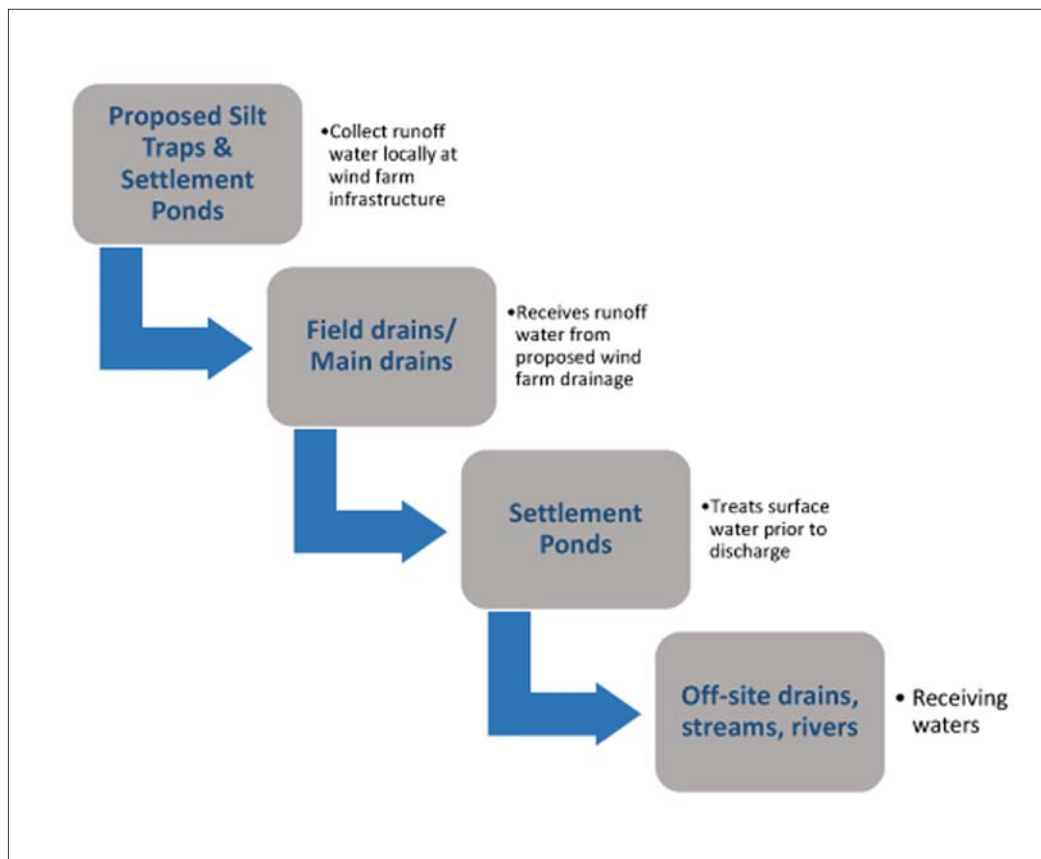 Proposed Silt
Traps &
Settlement
Ponds
•Collect runoff
water locally at
wind farm
infrastructure
Field drains/
Main drains
•Receives runoff
water from
proposed wind
farm drainage
Settlement
Ponds
•Treats surface
water prior to
discharge
Off-site drains,
streams, rivers
• Receiving
waters